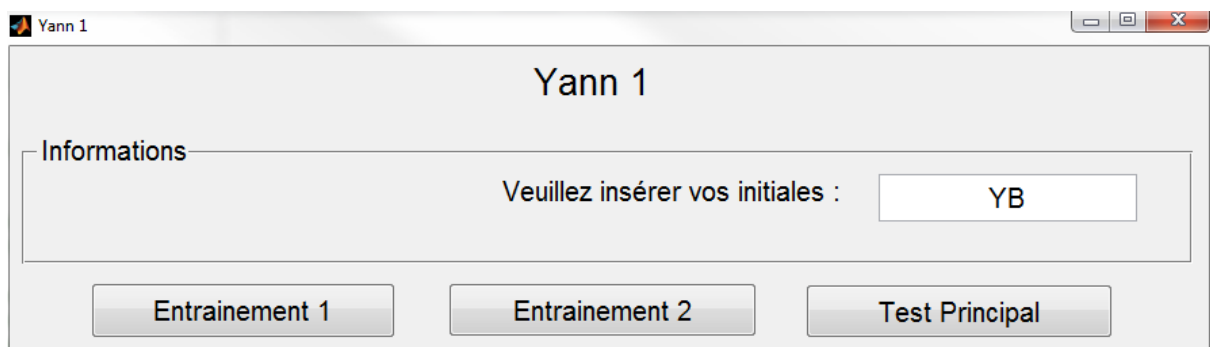 Yann 1
Yann 1
Informations
Veuillez insérer vos initiales : YB
Entrainement 1 Entrainement 2 Test Principal